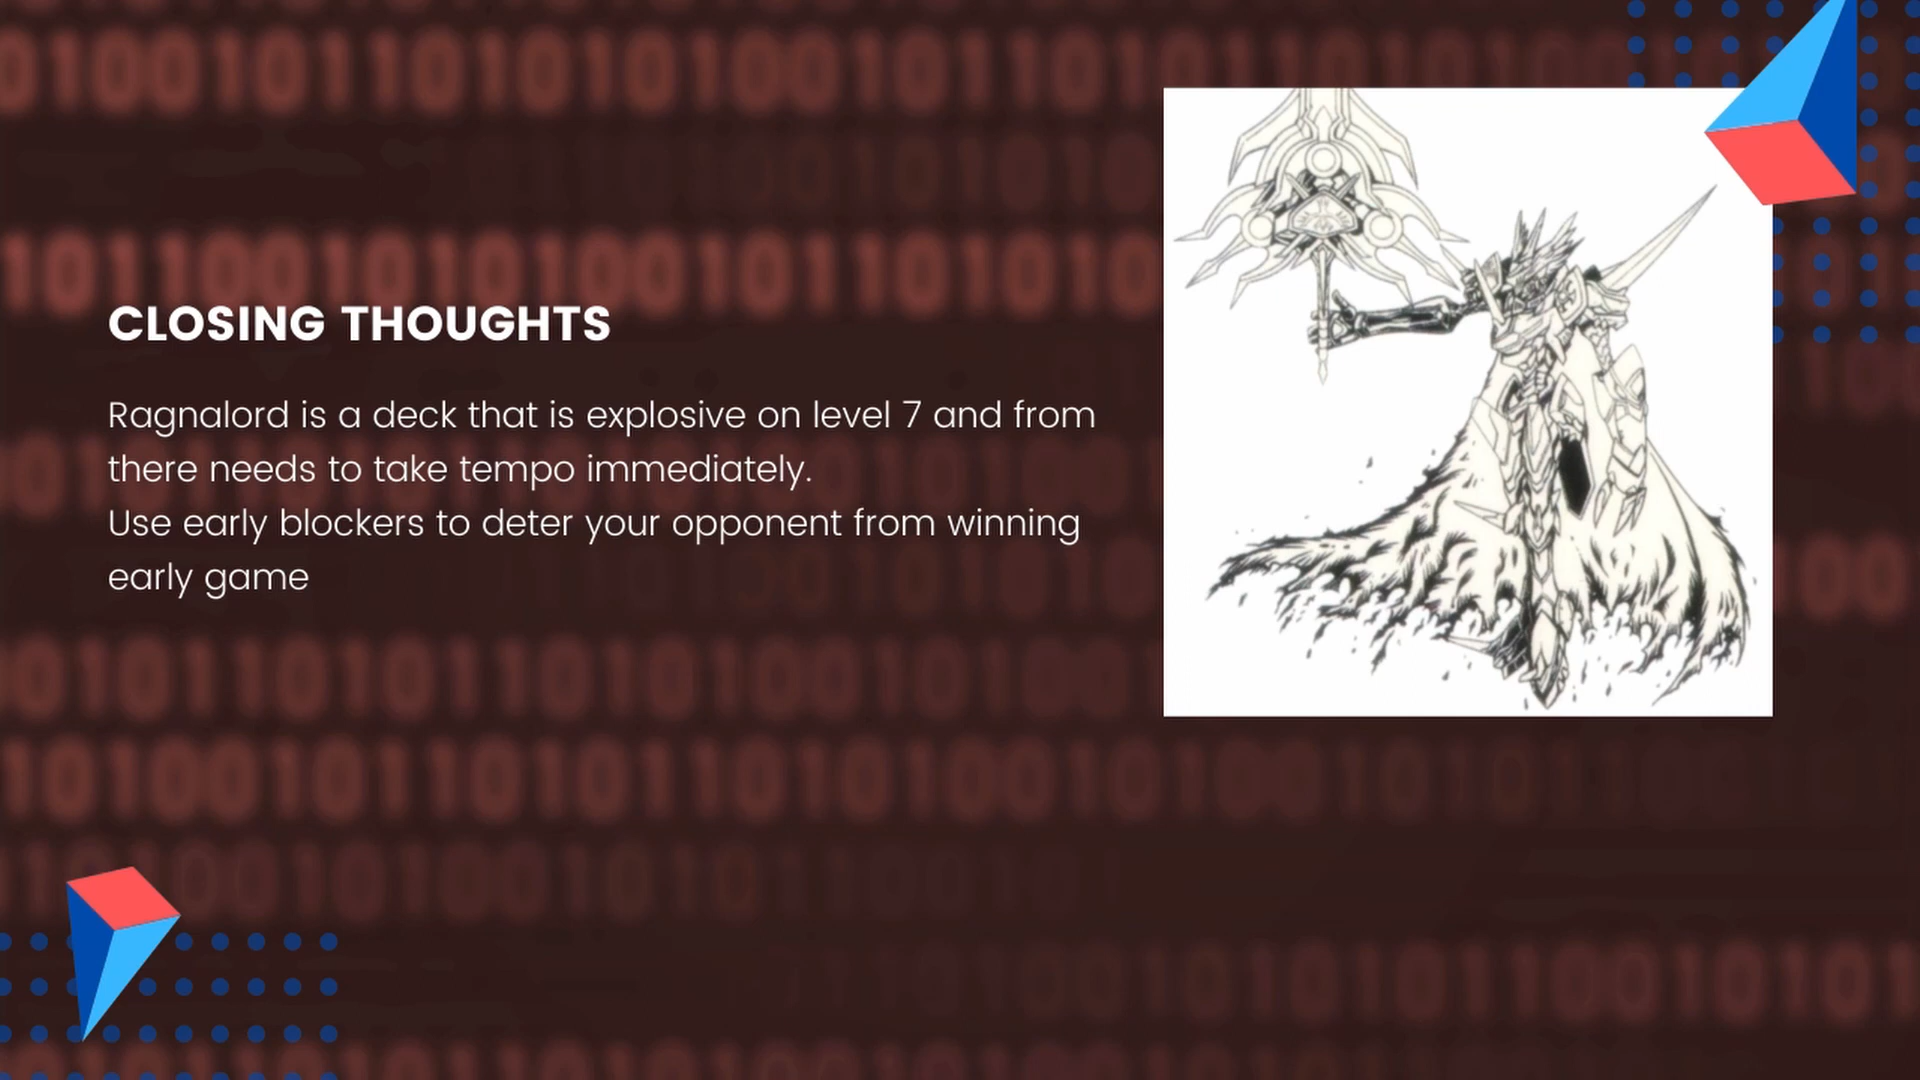 CLOSING THOUGHTS
Ragnalord is a deck that is explosive on level 7 and from
there needs to take tempo immediately.
Use early blockers to deter your opponent from winning
early game